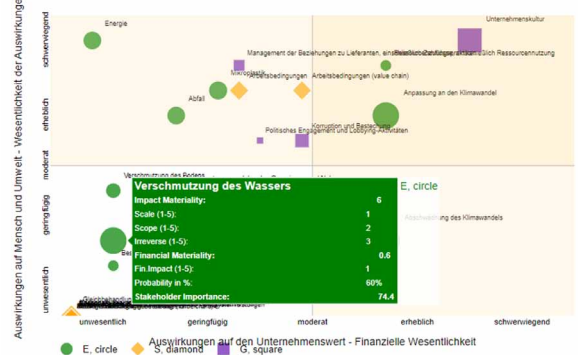 Auswirkungen auf Mensch und Umwelt - Wesentlichkeit der Auswirkungen
schwerwiegend
erheblich
moderat
geringfügig
unwesentlich
Energie
Unternehmenskultur
Management der Beziehungen zu Lieferanten,
Ressourcennutzung
Mikroplastik
Arbeitsbedingungen
Arbeitsbedingungen (value chain)
Abfall
Anpassung an den Klimawandel
Korruption und Bestechung
Politisches Engagement und Lobbying-Aktivitäten
Verschmutzung des Bodens
Verschmutzung des Wassers
Impact Materiality: 6
Scale (1-5): 1
Scope (1-5): 2
Irreverse (1-5): 3
Financial Materiality: 0.6
Fin.Impact (1-5): 1
Probability in %: 60%
Stakeholder Importance: 74.4
E, circle
des Klimawandels
Gleichbehandlung
unwesentlich
geringfügig
moderat
erheblich
schwerwiegend
Auswirkungen auf den Unternehmenswert - Finanzielle Wesentlichkeit
E, circle
S, diamond
G, square